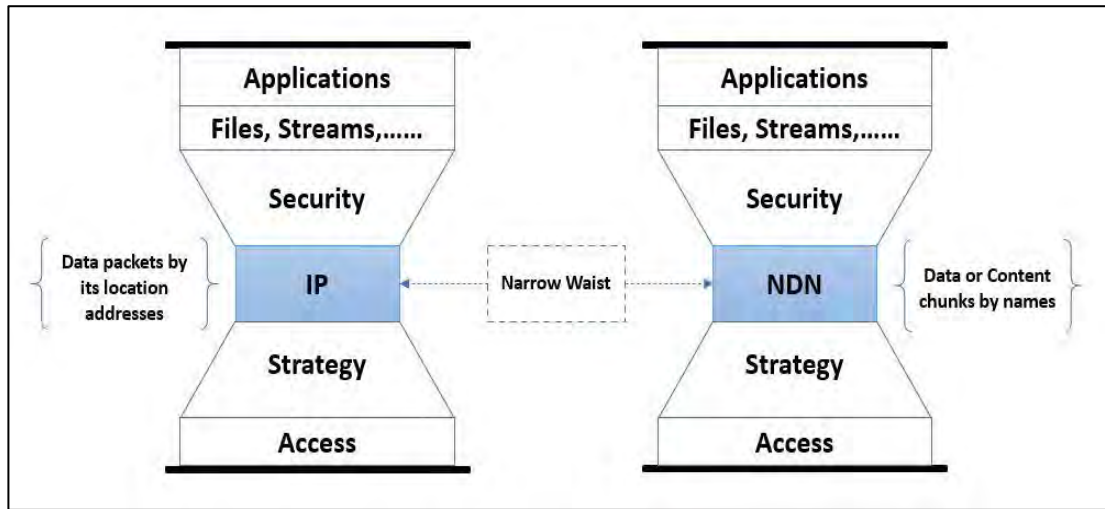 Applications
Files, Streams,......
Security
Data packets by
its location
addresses
IP
Strategy
Access
Narrow Waist
Applications
Files, Streams,......
Security
NDN
Data or Content
chunks by names
Strategy
Access